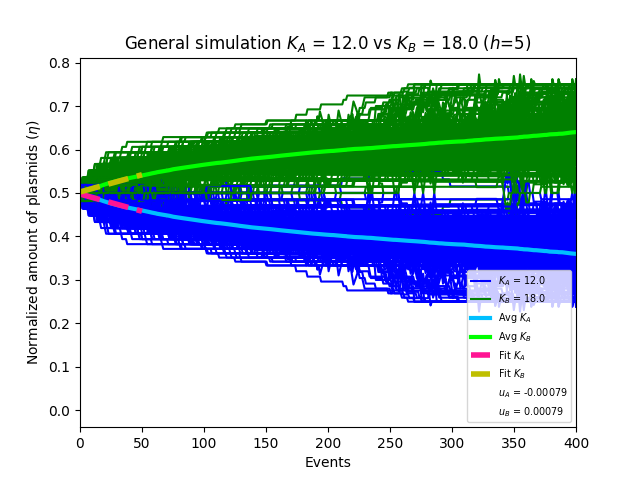 General simulation K_A = 12.0 vs K_B = 18.0 (h=5)
Normalized amount of plasmids (η)
0.8
0.7
0.6
0.5
0.4
0.3
0.2
0.1
0.0
K_A = 12.0
K_B = 18.0
Avg K_A
Avg K_B
Fit K_A
Fit K_B
u_A = -0.00079
u_B = 0.00079
0 50 100 150 200 250 300 350 400
Events